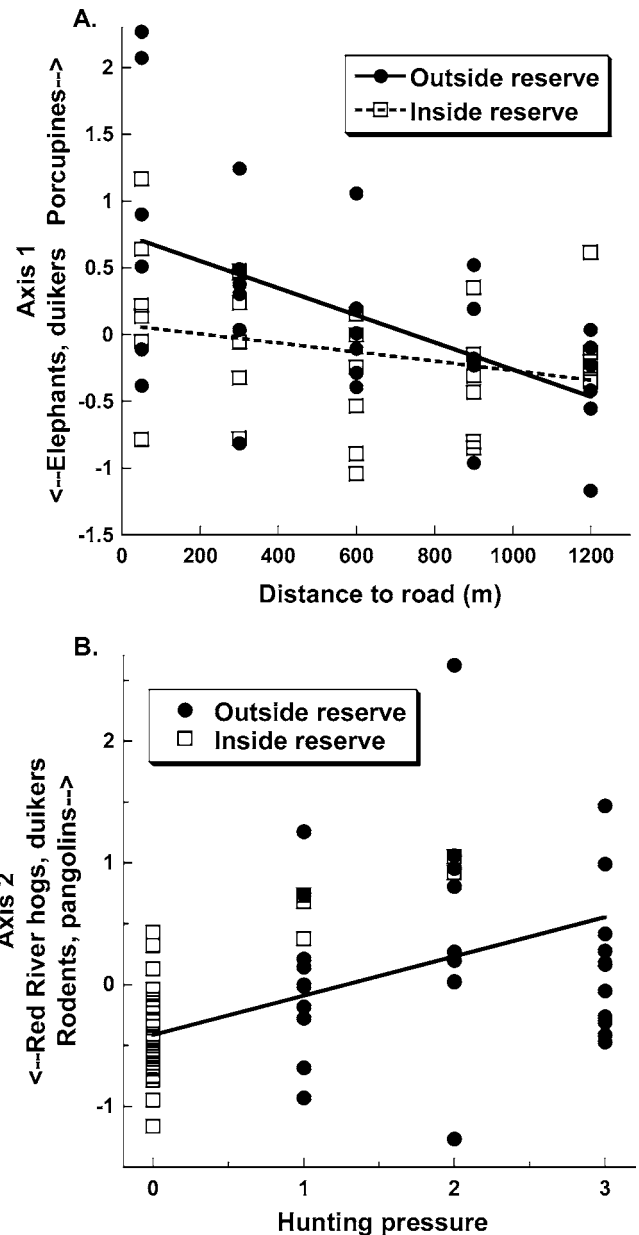 A.
Outside reserve
Inside reserve
Axis 1
<--Elephants, duikers Porcupines-->
2
1.5
1
0.5
0
-0.5
-1
-1.5
0 200 400 600 800 1000 1200
Distance to road (m)
B.
Outside reserve
Inside reserve
Axis 2
<--Red River hogs, duikers
Rodents, pangolins-->
2
1
0
-1
0 1 2 3
Hunting pressure